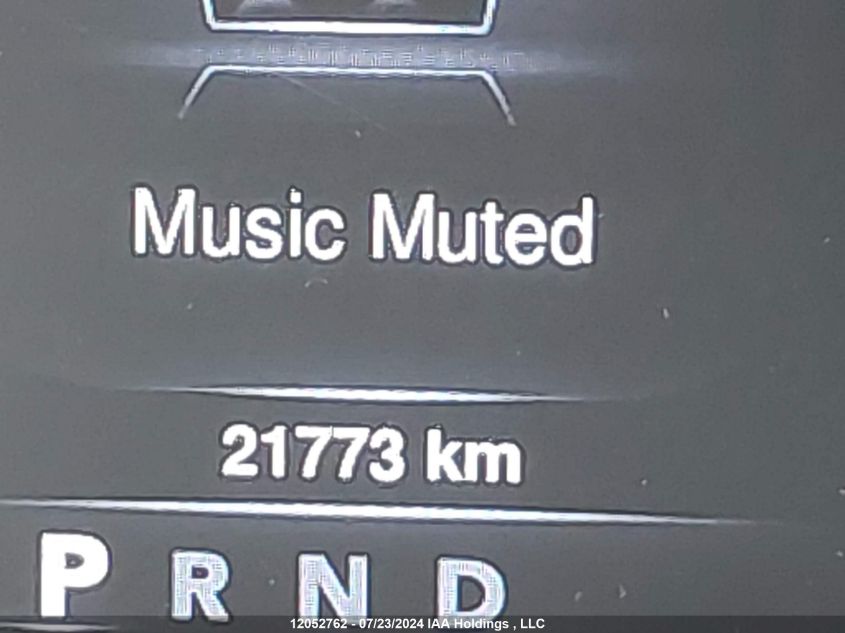 Music Muted
21773 km
P R N D
12052762 - 07/23/2024 IAA Holdings , LLC